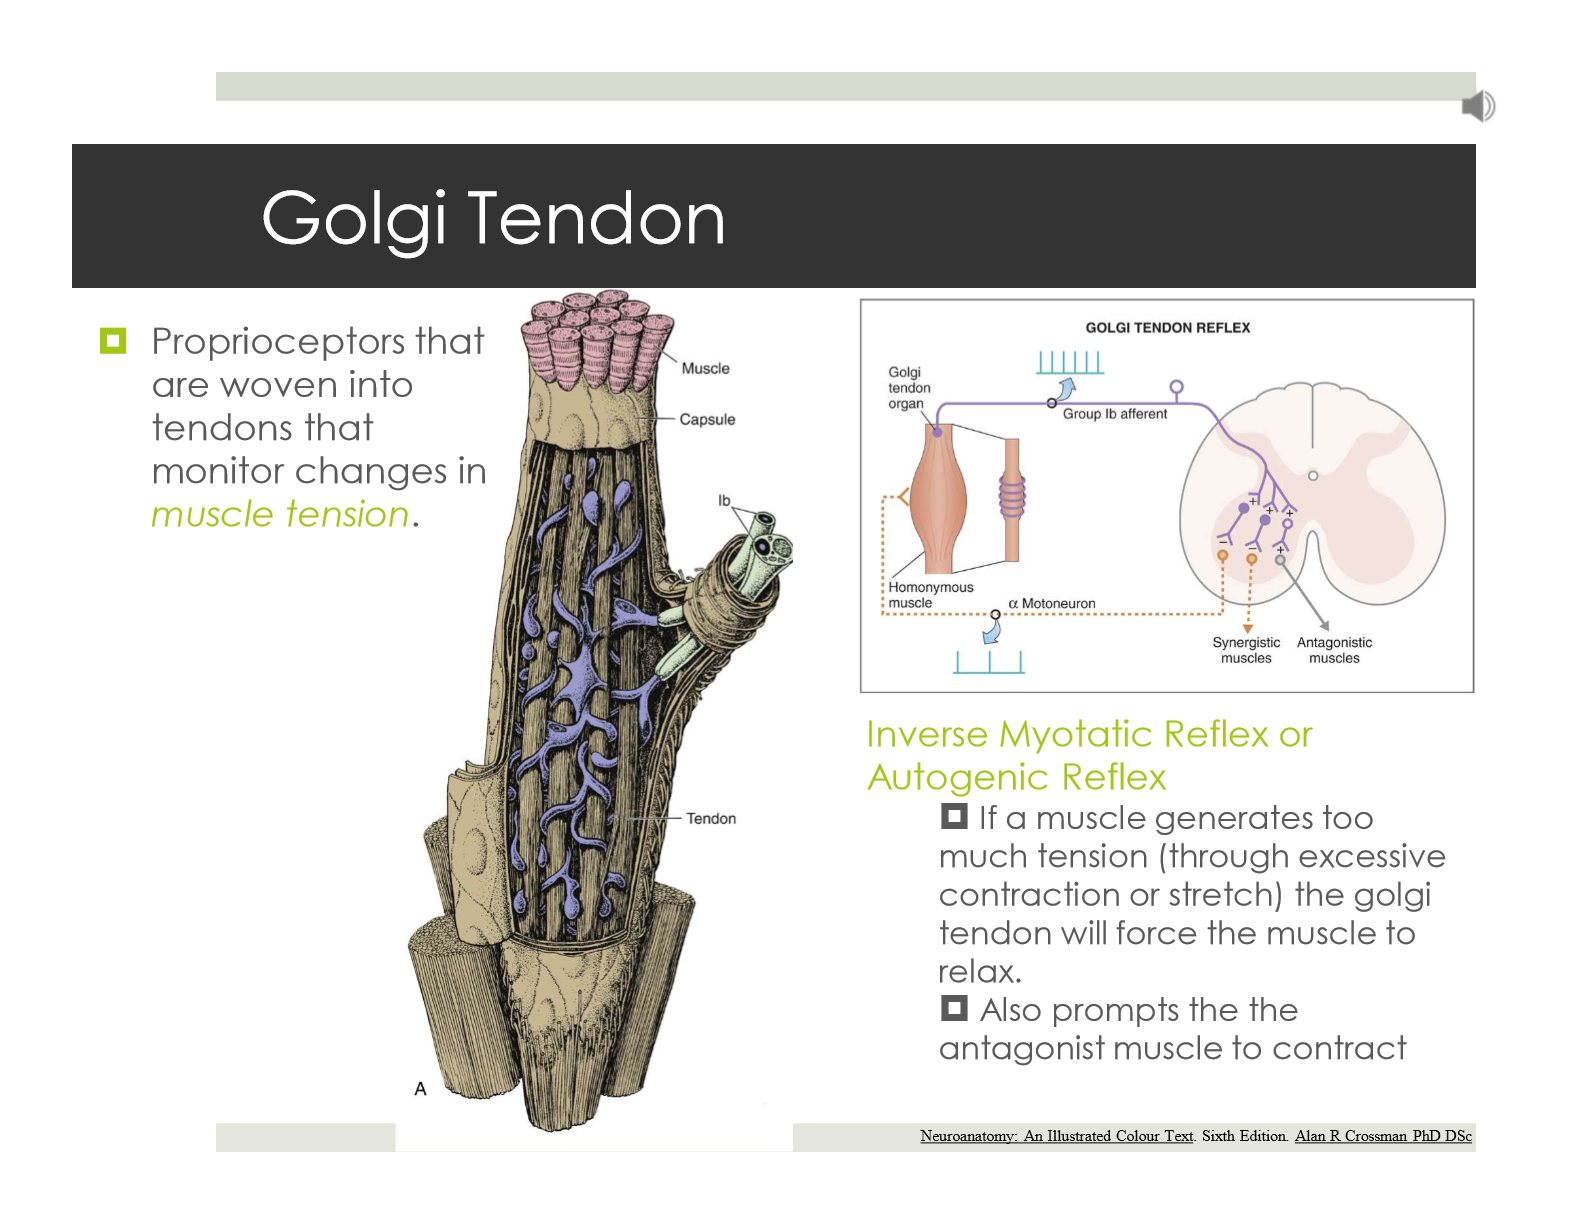 Golgi Tendon
Proprioceptors that
are woven into
tendons that
monitor changes in
muscle tension.
Muscle
Capsule
Ib
Tendon
A
GOLGI TENDON REFLEX
Golgi
tendon
organ
Group Ib afferent
Homonymous
muscle
α Motoneuron
+
+
+
−
−
+
Synergistic
muscles
Antagonistic
muscles
Inverse Myotatic Reflex or
Autogenic Reflex
If a muscle generates too
much tension (through excessive
contraction or stretch) the golgi
tendon will force the muscle to
relax.
Also prompts the the
antagonist muscle to contract
Neuroanatomy: An Illustrated Colour Text. Sixth Edition. Alan R Crossman PhD DSc